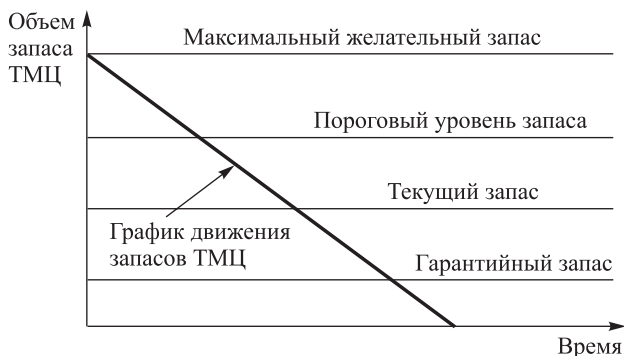 Объем
запаса
ТМЦ
Максимальный желательный запас
Пороговый уровень запаса
Текущий запас
График движения
запасов ТМЦ
Гарантийный запас
Время